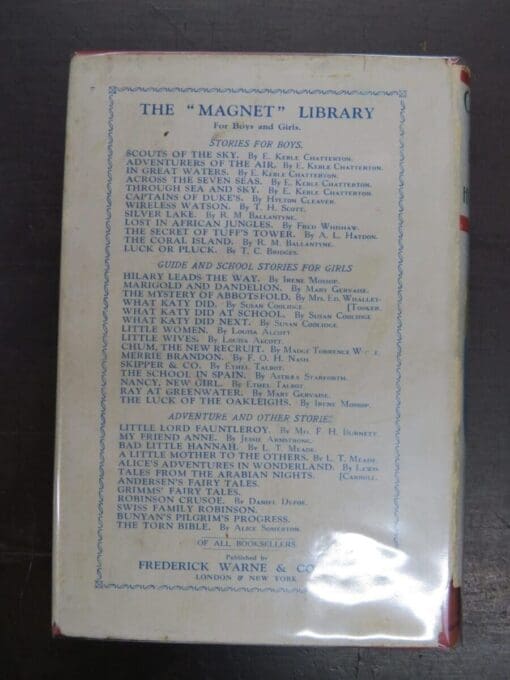 THE "MAGNET" LIBRARY
For Boys and Girls.
STORIES FOR BOYS.
SCOUTS OF THE SKY. By E. Keble Chatterton.
ADVENTURERS OF THE AIR. By E. Keble Chatterton.
IN GREAT WATERS. By E. Keble Chatterton.
ACROSS THE SEVEN SEAS. By E. Keble Chatterton.
THROUGH SEA AND SKY. By E. Keble Chatterton.
CAPTAINS OF DUKE'S. By Hylton Cleaver.
WIRELESS WATSON. By T. H. Scott.
SILVER LAKE. By R. M. Ballantyne.
LOST IN AFRICAN JUNGLES. By Fred Whishaw.
THE SECRET OF TUFF'S TOWER. By A. L. Haydon.
THE CORAL ISLAND. By R. M. Ballantyne.
LUCK OR PLUCK. By T. C. Bridges.
GUIDE AND SCHOOL STORIES FOR GIRLS
HILARY LEADS THE WAY. By Irene Mossop.
MARIGOLD AND DANDELION. By Mary Gervaise.
THE MYSTERY OF ABBOTSFOLD. By Mrs. Ed. Whalley-
WHAT KATY DID. By Susan Coolidge. [Tooker.
WHAT KATY DID AT SCHOOL. By Susan Coolidge
WHAT KATY DID NEXT. By Susan Coolidge
LITTLE WOMEN. By Louisa Alcott.
LITTLE WIVES. By Louisa Alcott.
CHUM, THE NEW RECRUIT. By Madge Torrence
MERRIE BRANDON. By F. O. H. Nash.
SKIPPER & CO. By Ethel Talbot.
THE SCHOOL IN SPAIN. By Astrea Starforth.
NANCY, NEW GIRL. By Ethel Talbot
RAY AT GREENWATER. By Mary Gervaise.
THE LUCK OF THE OAKLEIGHS. By Irene Mossop.
ADVENTURE AND OTHER STORIES
LITTLE LORD FAUNTLEROY. By Mrs. F. H. Burnett.
MY FRIEND ANNE. By Jessie Armstrong.
BAD LITTLE HANNAH. By L. T. Meade.
A LITTLE MOTHER TO THE OTHERS. By L. T. Meade
ALICE'S ADVENTURES IN WONDERLAND. By Lewis
TALES FROM THE ARABIAN NIGHTS. [Carroll.
ANDERSEN'S FAIRY TALES.
GRIMMS' FAIRY TALES.
ROBINSON CRUSOE. By Daniel Defoe.
SWISS FAMILY ROBINSON.
BUNYAN'S PILGRIM'S PROGRESS.
THE TORN BIBLE. By Alice Somerton.
OF ALL BOOKSELLERS.
Published by
FREDERICK WARNE & CO
LONDON & NEW YORK